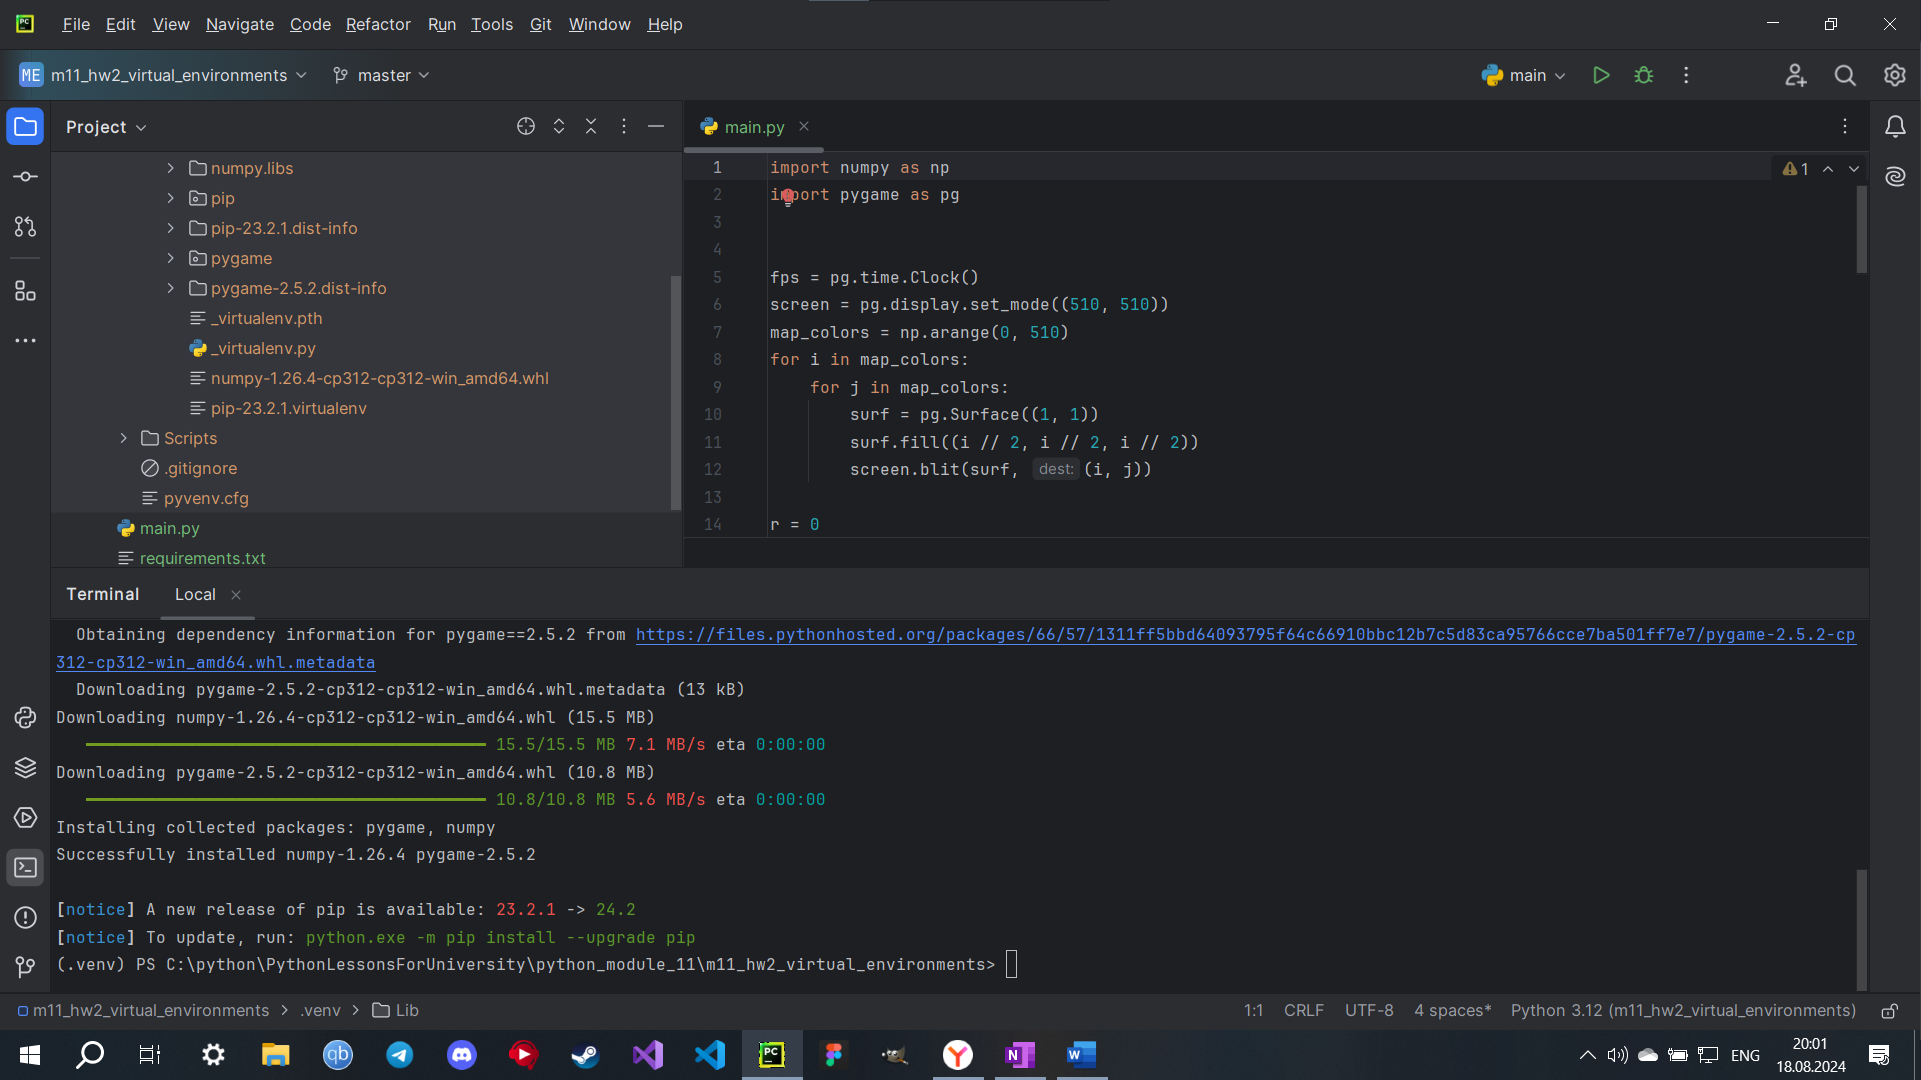 PC File Edit View Navigate Code Refactor Run Tools Git Window Help
ME m11_hw2_virtual_environments master main
Project
main.py
numpy.libs
pip
pip-23.2.1.dist-info
pygame
pygame-2.5.2.dist-info
_virtualenv.pth
_virtualenv.py
numpy-1.26.4-cp312-cp312-win_amd64.whl
pip-23.2.1.virtualenv
Scripts
.gitignore
pyvenv.cfg
main.py
requirements.txt
1 import numpy as np
1
2 import pygame as pg
3
4
5 fps = pg.time.Clock()
6 screen = pg.display.set_mode((510, 510))
7 map_colors = np.arange(0, 510)
8 for i in map_colors:
9 for j in map_colors:
10 surf = pg.Surface((1, 1))
11 surf.fill((i // 2, i // 2, i // 2))
12 screen.blit(surf, dest: (i, j))
13
14 r = 0
Terminal Local
Obtaining dependency information for pygame==2.5.2 from https://files.pythonhosted.org/packages/66/57/1311ff5bbd64093795f64c66910bbc12b7c5d83ca95766cce7ba501ff7e7/pygame-2.5.2-cp
312-cp312-win_amd64.whl.metadata
Downloading pygame-2.5.2-cp312-cp312-win_amd64.whl.metadata (13 kB)
Downloading numpy-1.26.4-cp312-cp312-win_amd64.whl (15.5 MB)
15.5/15.5 MB 7.1 MB/s eta 0:00:00
Downloading pygame-2.5.2-cp312-cp312-win_amd64.whl (10.8 MB)
10.8/10.8 MB 5.6 MB/s eta 0:00:00
Installing collected packages: pygame, numpy
Successfully installed numpy-1.26.4 pygame-2.5.2
[notice] A new release of pip is available: 23.2.1 -> 24.2
[notice] To update, run: python.exe -m pip install --upgrade pip
(.venv) PS C:\python\PythonLessonsForUniversity\python_module_11\m11_hw2_virtual_environments>
m11_hw2_virtual_environments > .venv > Lib
1:1 CRLF UTF-8 4 spaces* Python 3.12 (m11_hw2_virtual_environments)
qb PC Y N W ENG
20:01
18.08.2024